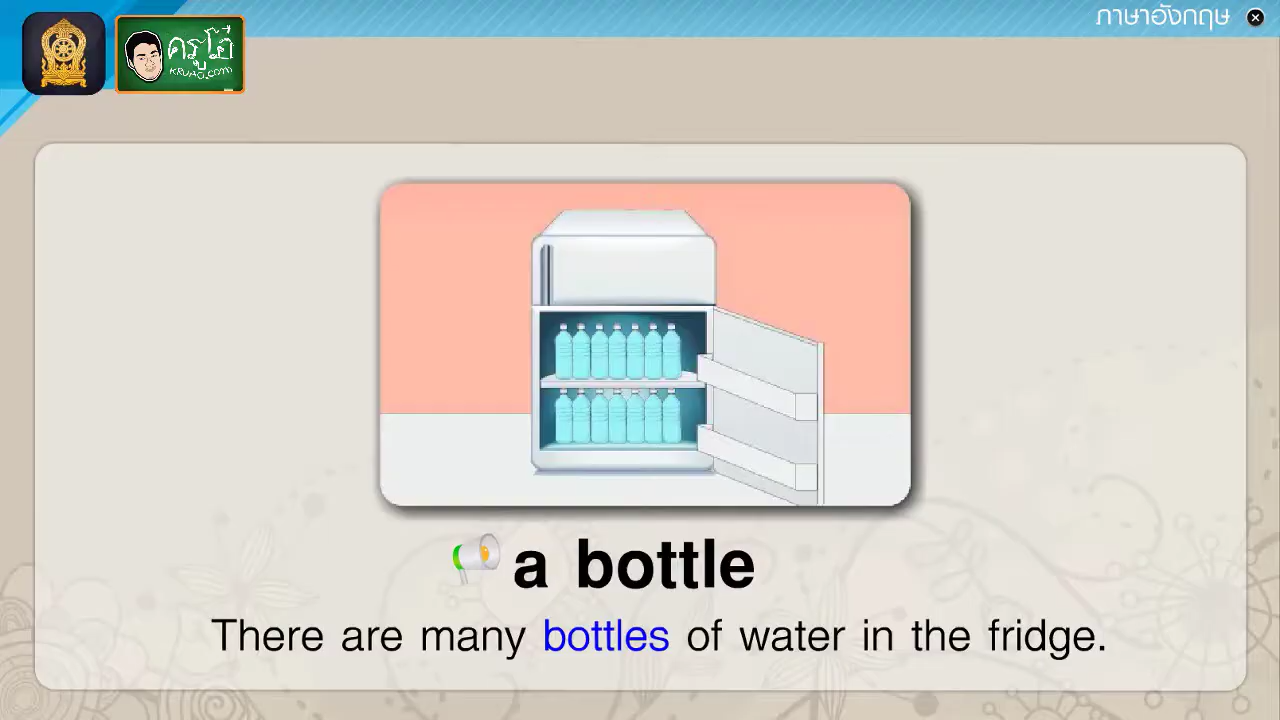 ภาษาอังกฤษ
ครูโอ๋
KRUAO.com
a bottle
There are many bottles of water in the fridge.